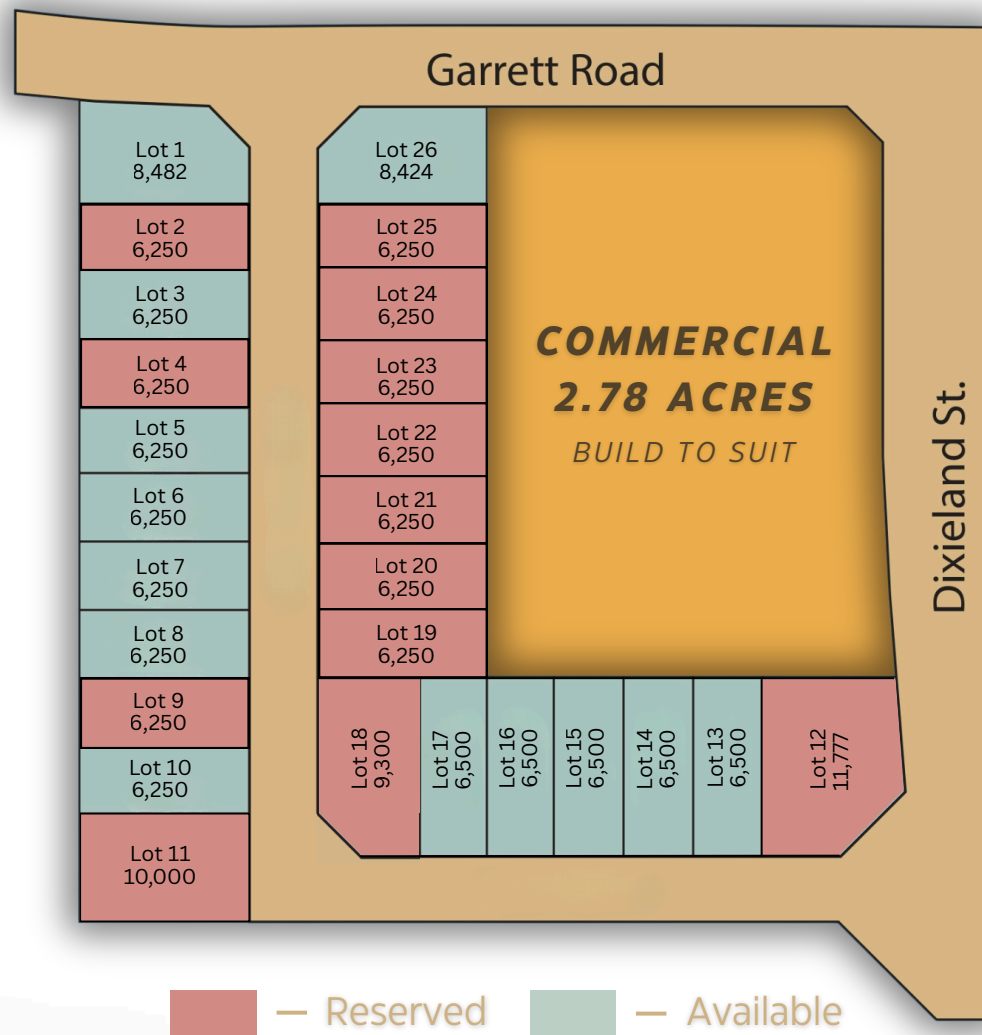 Garrett Road
Lot 1
8,482
Lot 2
6,250
Lot 3
6,250
Lot 4
6,250
Lot 5
6,250
Lot 6
6,250
Lot 7
6,250
Lot 8
6,250
Lot 9
6,250
Lot 10
6,250
Lot 11
10,000
Lot 26
8,424
Lot 25
6,250
Lot 24
6,250
Lot 23
6,250
Lot 22
6,250
Lot 21
6,250
Lot 20
6,250
Lot 19
6,250
Lot 18
9,300
Lot 17
6,500
Lot 16
6,500
Lot 15
6,500
Lot 14
6,500
Lot 13
6,500
Lot 12
11,777
COMMERCIAL
2.78 ACRES
BUILD TO SUIT
Dixieland St.
— Reserved
— Available